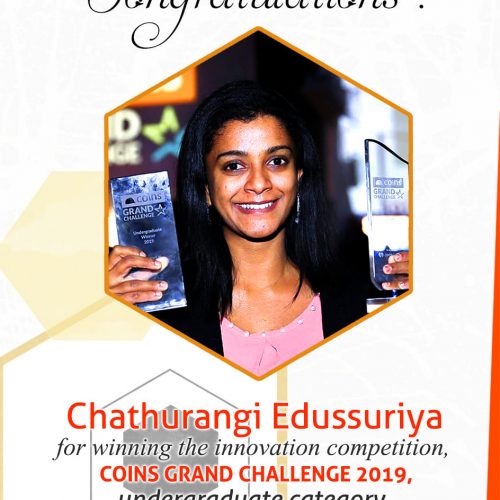 Congratulations !
COINS
GRAND
CHALLENGE
Undergraduate
Winner
2019
COINS
GRAND
CHALLENGE
Chathurangi Edussuriya
for winning the innovation competition,
COINS GRAND CHALLENGE 2019,
undergraduate category